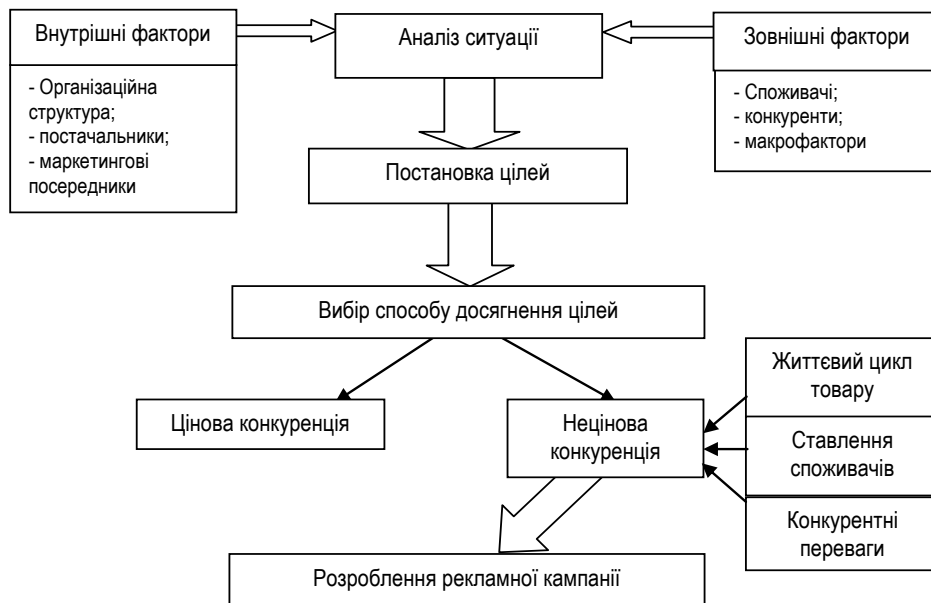 Внутрішні фактори
- Організаційна
структура;
- постачальники;
- маркетингові
посередники
Аналіз ситуації
Зовнішні фактори
- Споживачі;
- конкуренти;
- макрофактори
Постановка цілей
Вибір способу досягнення цілей
Цінова конкуренція
Нецінова
конкуренція
Життєвий цикл
товару
Ставлення
споживачів
Конкурентні
переваги
Розроблення рекламної кампанії